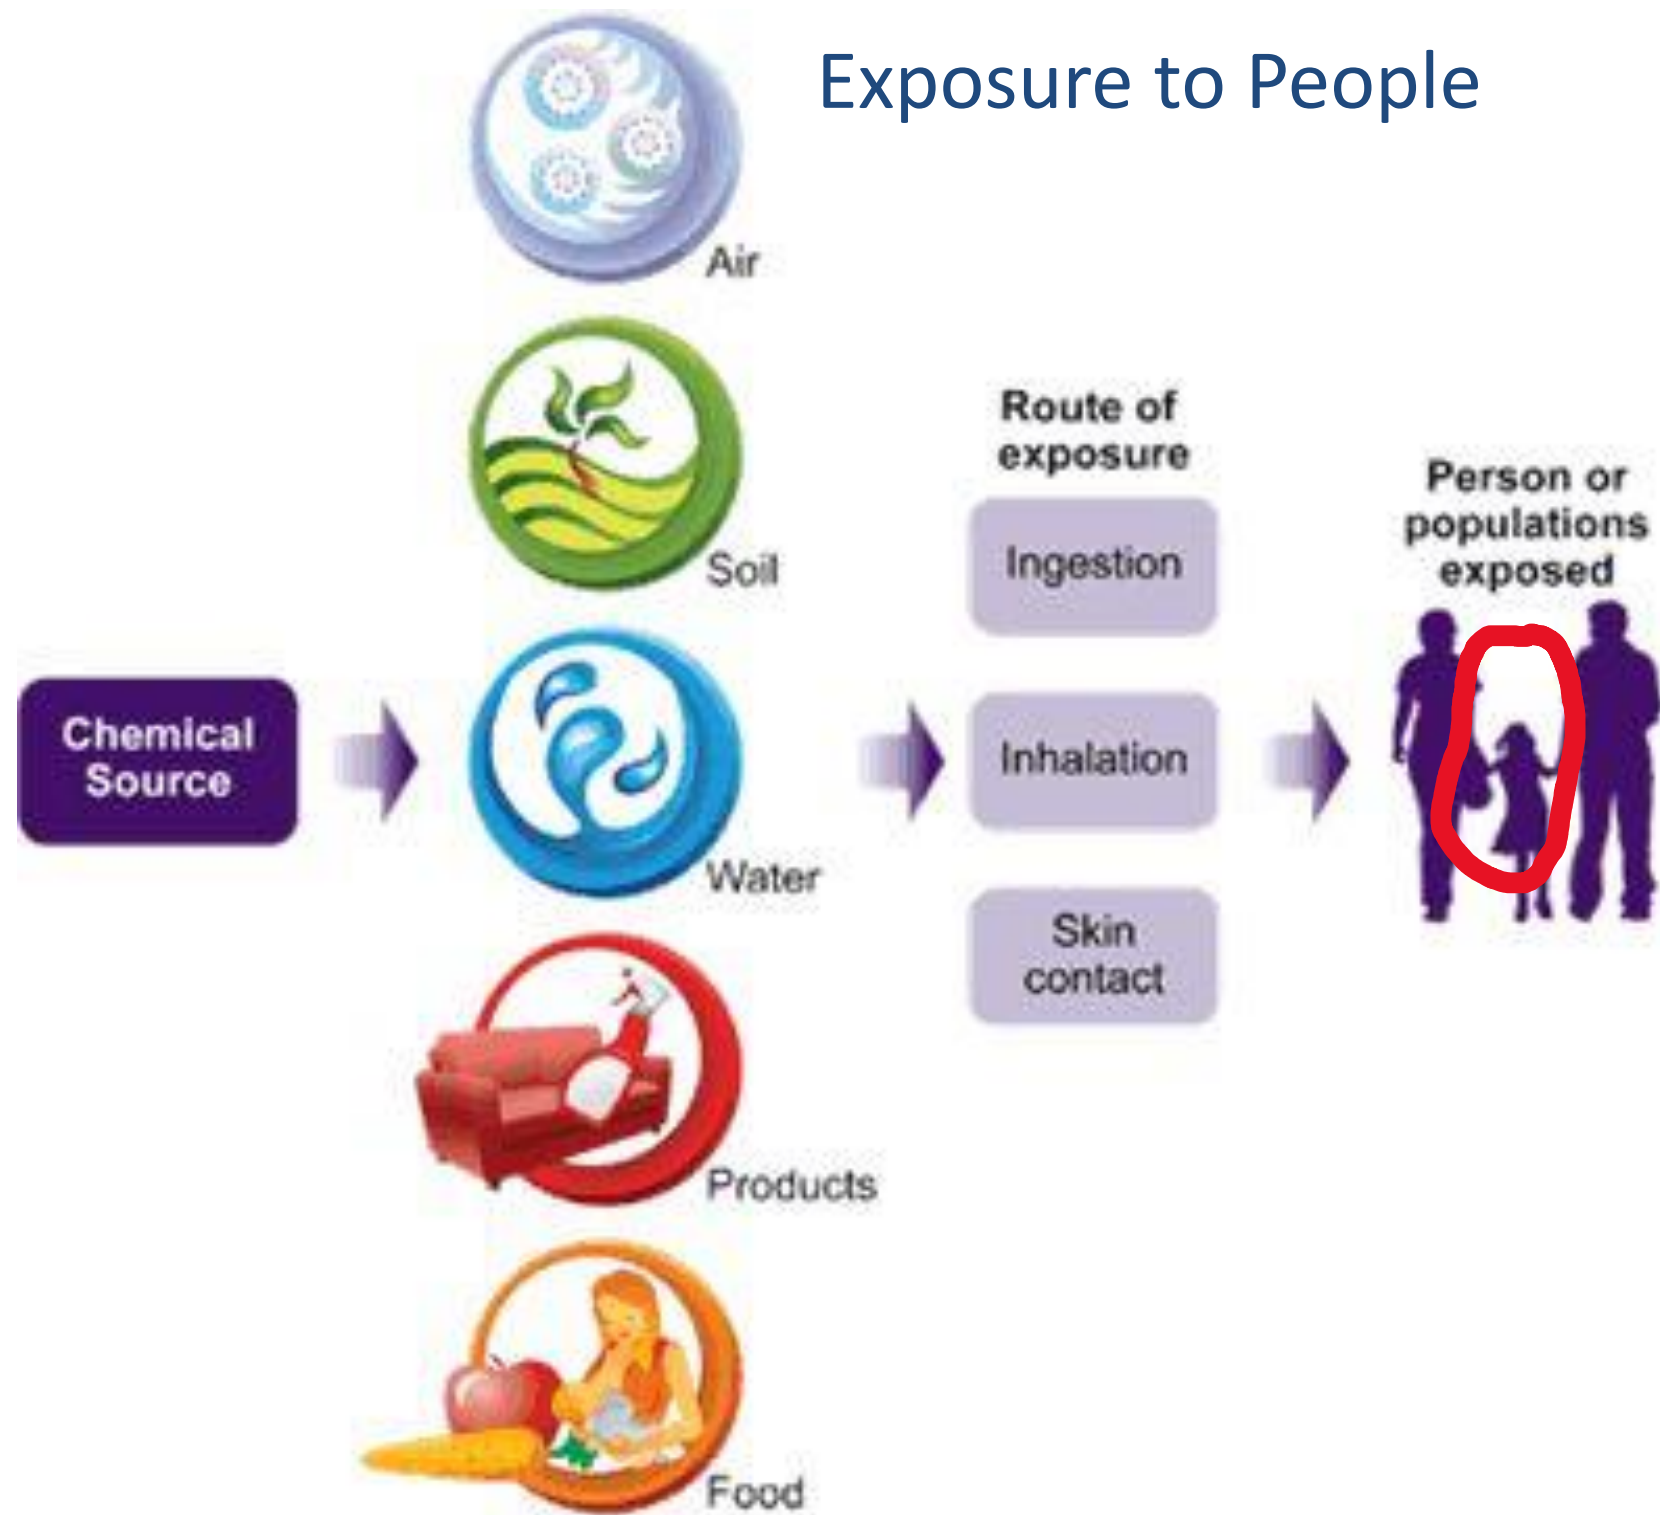 Exposure to People
Air
Soil
Water
Products
Food
Chemical
Source
Route of
exposure
Ingestion
Inhalation
Skin
contact
Person or
populations
exposed